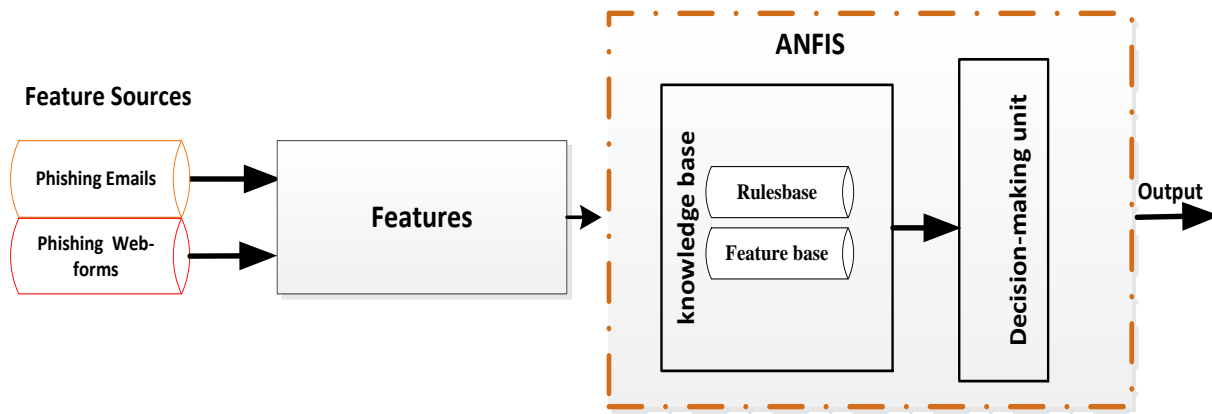 Feature Sources
Phishing Emails
Phishing Web-
forms
Features
ANFIS
knowledge base
Rulesbase
Feature base
Decision-making unit
Output